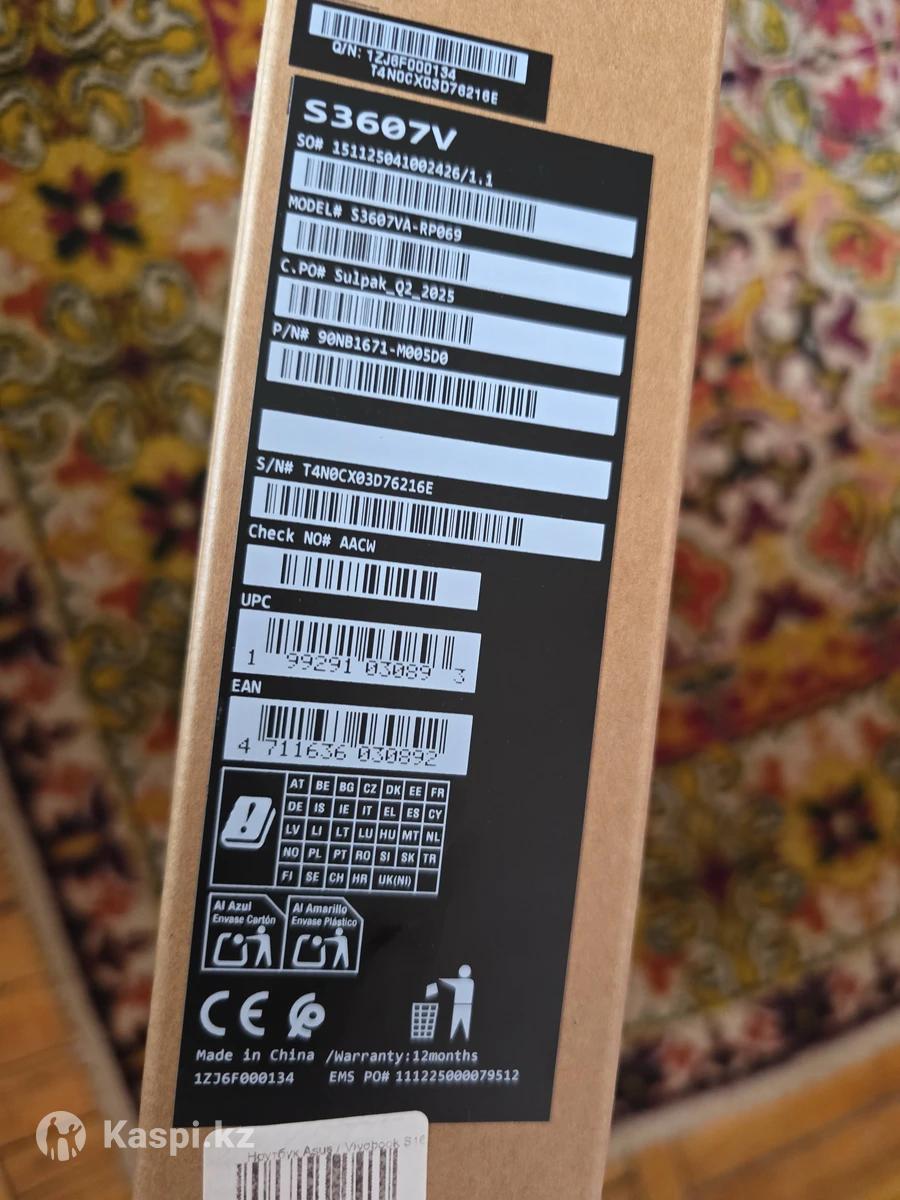 Q/N: 1ZJ6F000134
T4N0CX03D76216E
S3607V
SO# 151125041002426/1.1
MODEL# S3607VA-RP069
C.PO# Sulpak_Q2_2025
P/N# 90NB1671-M005D0
S/N# T4N0CX03D76216E
Check NO# AACW
UPC
1 99291 03089 3
EAN
4 711636 030892
AT BE BG CZ DK EE FR
DE IS IE IT EL ES CY
LV LI LT LU HU MT NL
NO PL PT RO SI SK TR
FI SE CH HR UK(NI)
Al Azul
Envase Cartón
Al Amarillo
Envase Plástico
CE
Made in China /Warranty:12months
1ZJ6F000134 EMS PO# 111225000079512
Kaspi.kz
Ноутбук Asus / Vivobook S16